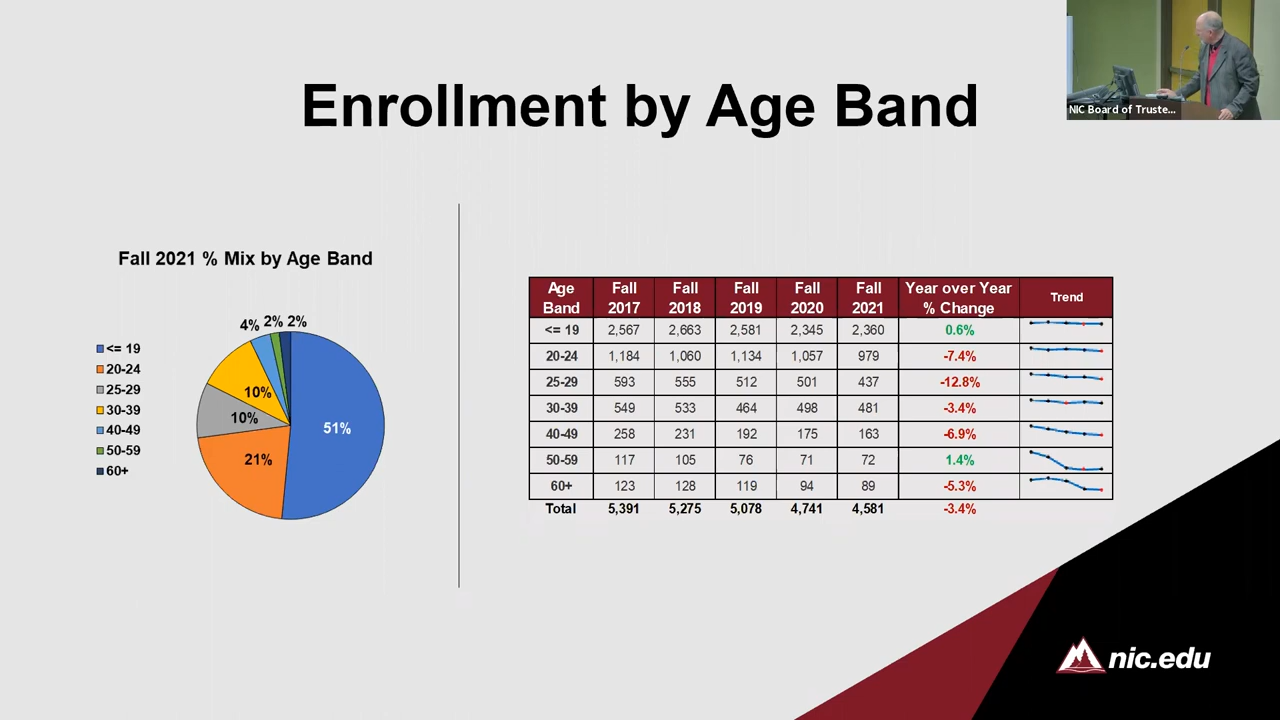 NIC Board of Truste...
Enrollment by Age Band
Fall 2021 % Mix by Age Band
<= 19
20-24
25-29
30-39
40-49
50-59
60+
4% 2% 2%
10%
10%
51%
21%
Age Band Fall 2017 Fall 2018 Fall 2019 Fall 2020 Fall 2021 Year over Year % Change Trend
<= 19 2,567 2,663 2,581 2,345 2,360 0.6%
20-24 1,184 1,060 1,134 1,057 979 -7.4%
25-29 593 555 512 501 437 -12.8%
30-39 549 533 464 498 481 -3.4%
40-49 258 231 192 175 163 -6.9%
50-59 117 105 76 71 72 1.4%
60+ 123 128 119 94 89 -5.3%
Total 5,391 5,275 5,078 4,741 4,581 -3.4%
nic.edu